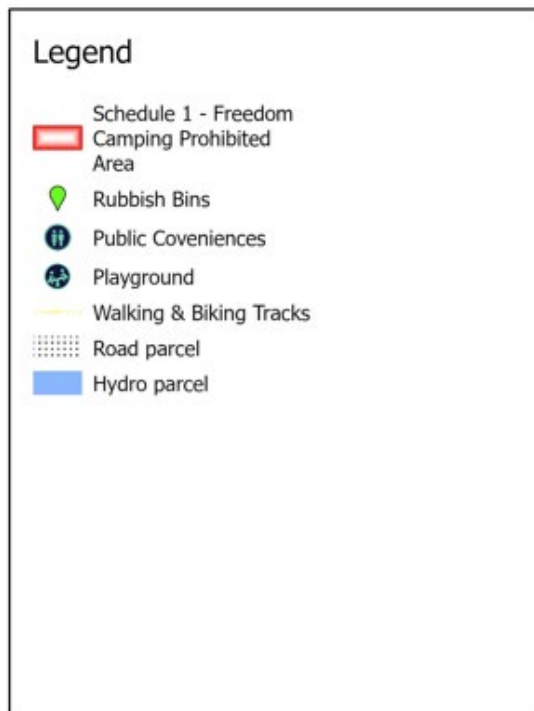 Legend
Schedule 1 - Freedom
Camping Prohibited
Area
Rubbish Bins
Public Coveniences
Playground
Walking & Biking Tracks
Road parcel
Hydro parcel